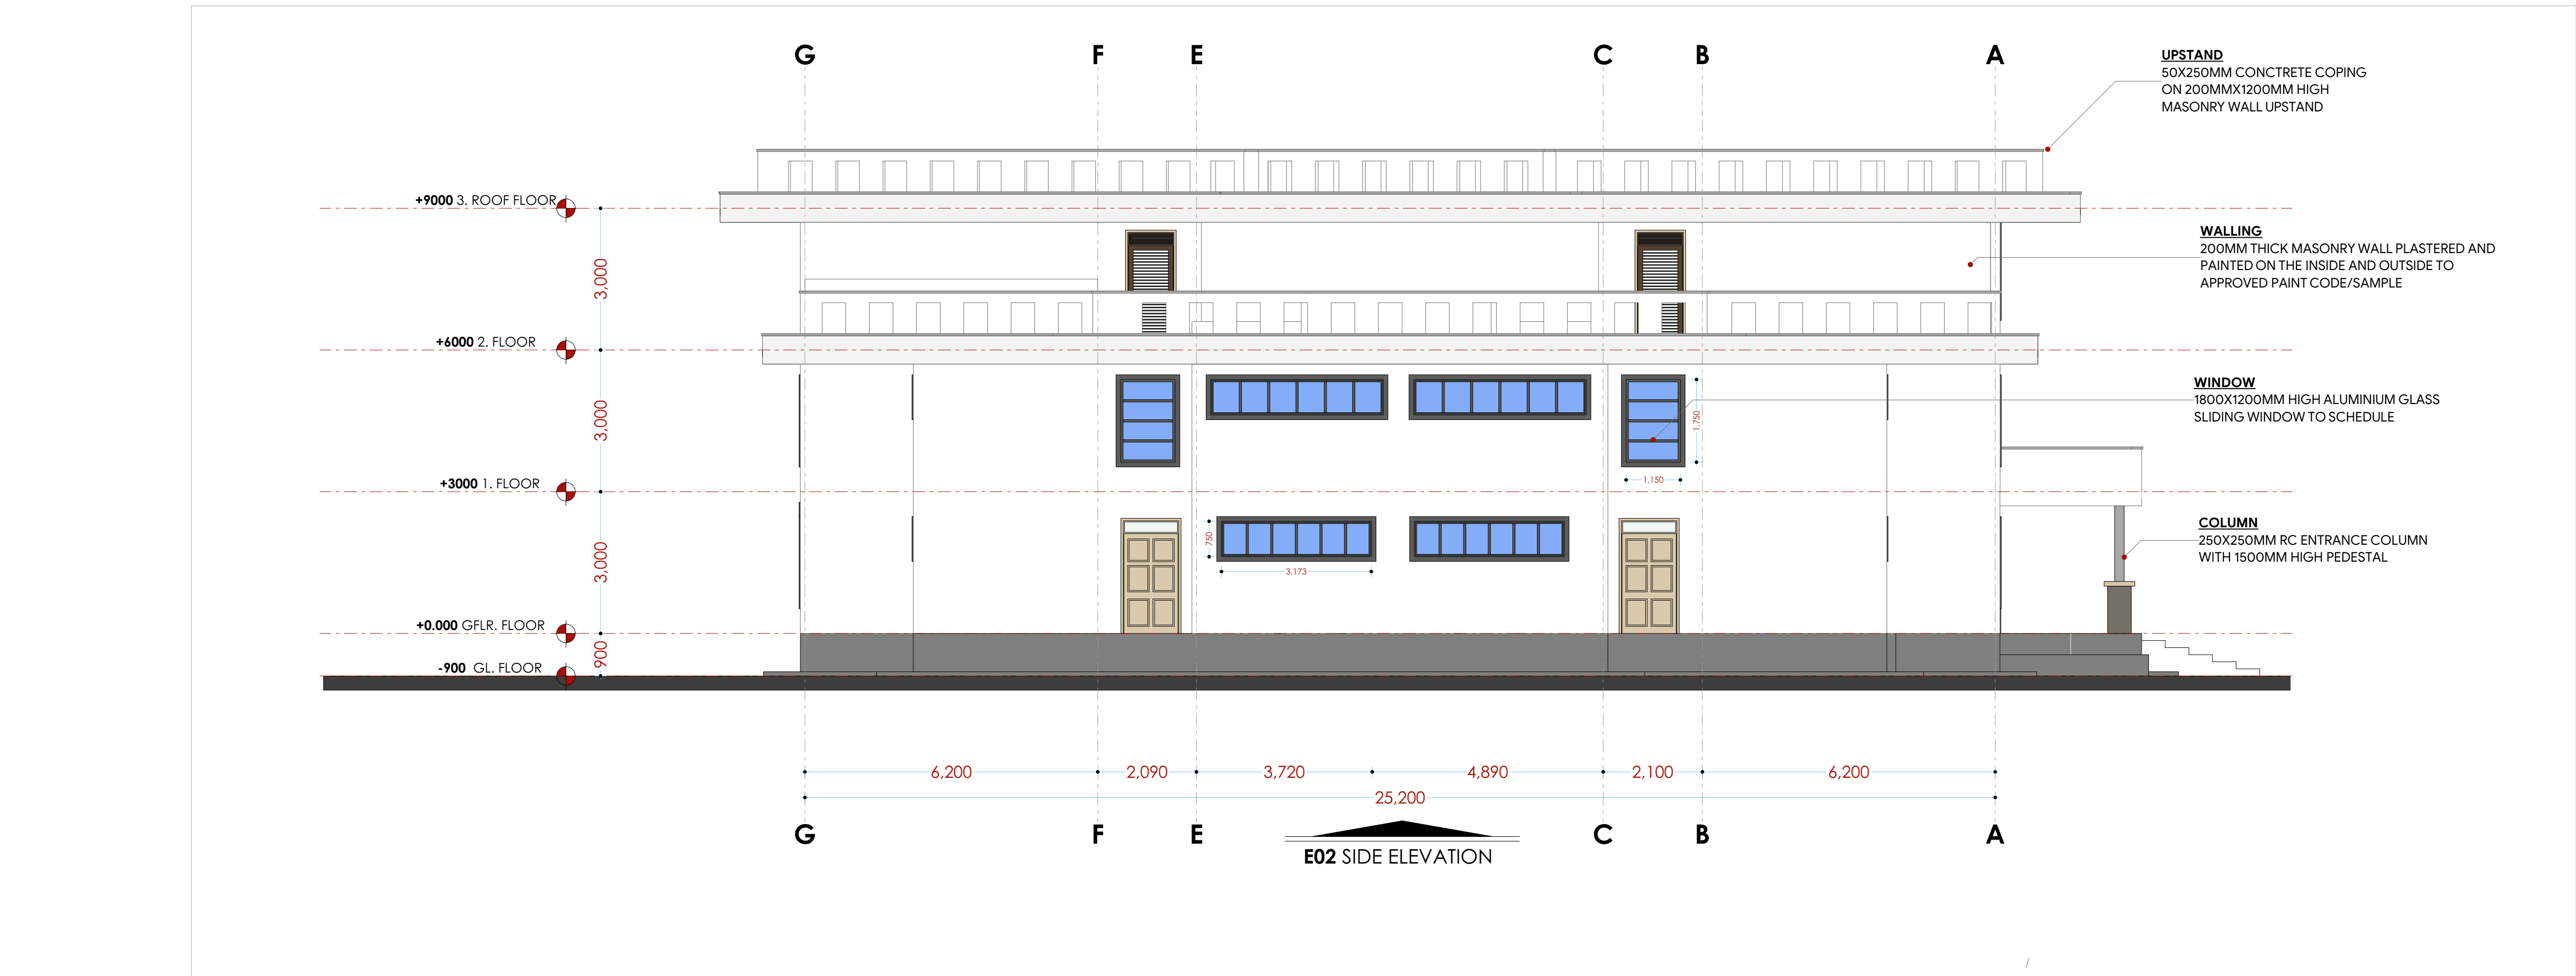 G F E C B A
UPSTAND
50X250MM CONCTRETE COPING
ON 200MMX1200MM HIGH
MASONRY WALL UPSTAND
+9000 3. ROOF FLOOR
WALLING
200MM THICK MASONRY WALL PLASTERED AND
PAINTED ON THE INSIDE AND OUTSIDE TO
APPROVED PAINT CODE/SAMPLE
3,000
+6000 2. FLOOR
WINDOW
1800X1200MM HIGH ALUMINIUM GLASS
SLIDING WINDOW TO SCHEDULE
3,000
1,750
1,150
+3000 1. FLOOR
COLUMN
250X250MM RC ENTRANCE COLUMN
WITH 1500MM HIGH PEDESTAL
3,000
750
3,173
+0.000 GFLR. FLOOR
900
-900 GL. FLOOR
6,200 2,090 3,720 4,890 2,100 6,200
25,200
G F E C B A
E02 SIDE ELEVATION